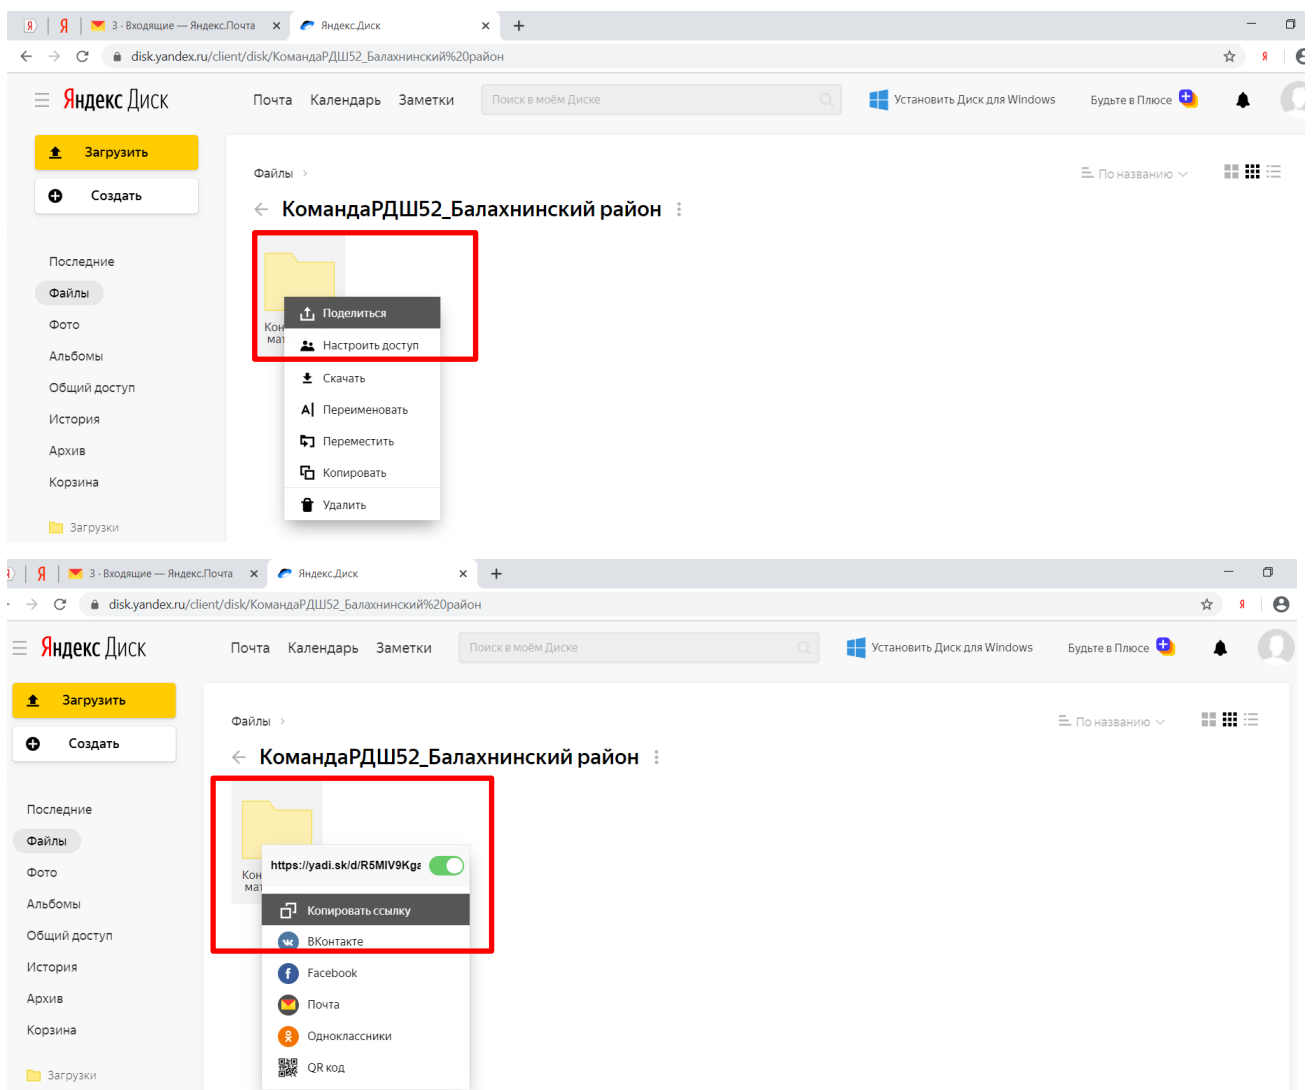 Я Я 3 · Входящие — Яндекс.Почта Яндекс.Диск
disk.yandex.ru/client/disk/КомандаРДШ52_Балахнинский%20район Я
Яндекс Диск Почта Календарь Заметки Поиск в моём Диске Установить Диск для Windows Будьте в Плюсе
Загрузить
Создать
Файлы
По названию
КомандаРДШ52_Балахнинский район
Последние
Файлы
Фото
Альбомы
Общий доступ
История
Архив
Корзина
Загрузки
Кон
мат
Поделиться
Настроить доступ
Скачать
Переименовать
Переместить
Копировать
Удалить
Я 3 · Входящие — Яндекс.Почта Яндекс.Диск
disk.yandex.ru/client/disk/КомандаРДШ52_Балахнинский%20район Я
Яндекс Диск Почта Календарь Заметки Поиск в моём Диске Установить Диск для Windows Будьте в Плюсе
Загрузить
Создать
Файлы
По названию
КомандаРДШ52_Балахнинский район
Последние
Файлы
Фото
Альбомы
Общий доступ
История
Архив
Корзина
Загрузки
Кон
мат
https://yadi.sk/d/R5MlV9Kga
Копировать ссылку
ВКонтакте
Facebook
Почта
Одноклассники
QR код